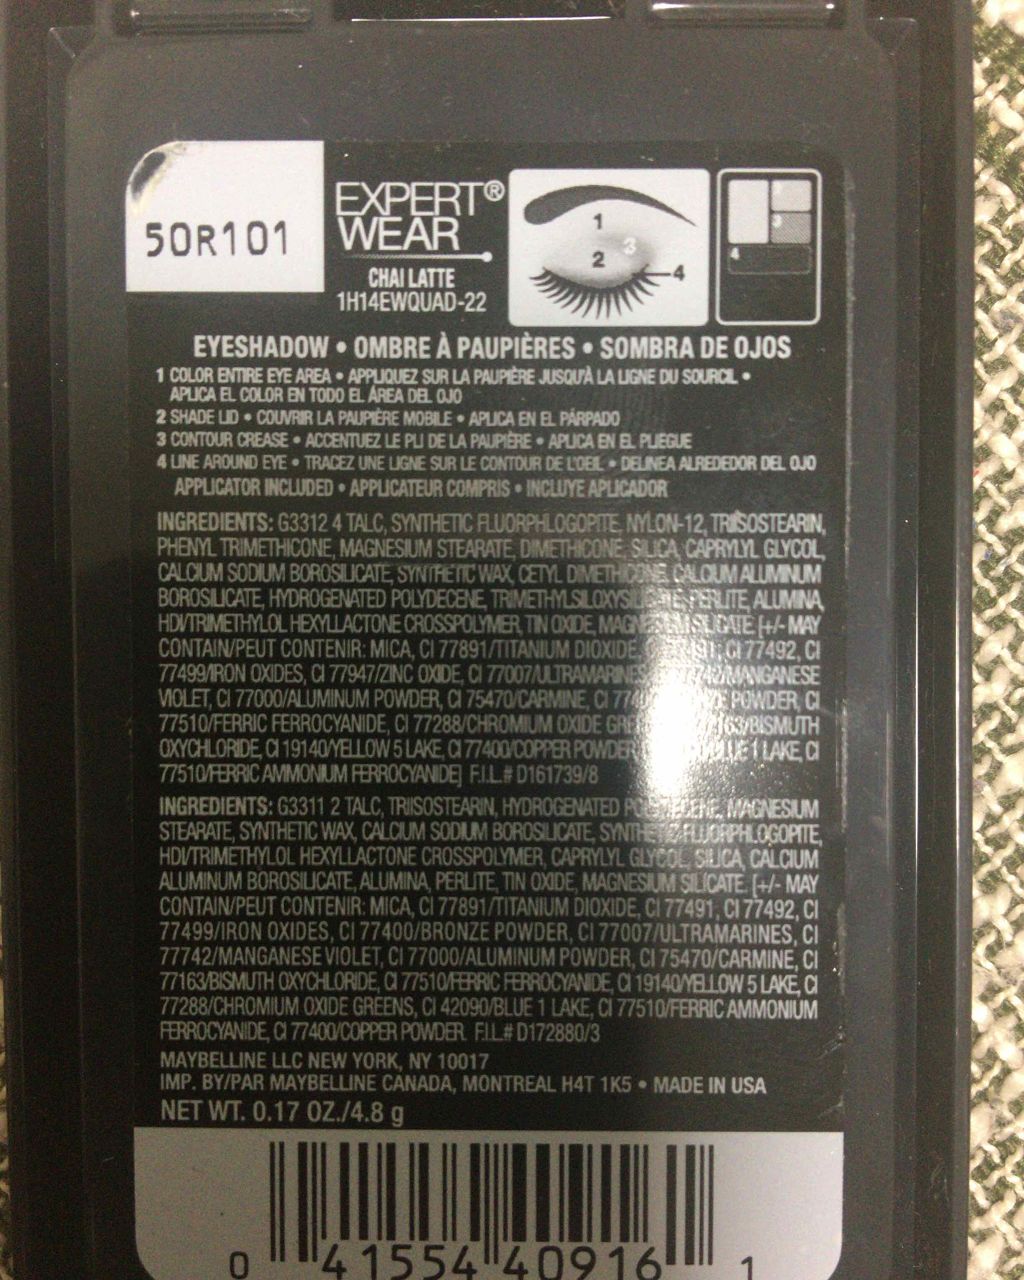 50R101
EXPERT®
WEAR
CHAI LATTE
1H14EWQUAD-22
1
2
3
4
2
3
4
EYESHADOW • OMBRE À PAUPIÈRES • SOMBRA DE OJOS
1 COLOR ENTIRE EYE AREA • APPLIQUEZ SUR LA PAUPIÈRE JUSQU'À LA LIGNE DU SOURCIL •
APLICA EL COLOR EN TODO EL ÁREA DEL OJO
2 SHADE LID • COUVRIR LA PAUPIÈRE MOBILE • APLICA EN EL PÁRPADO
3 CONTOUR CREASE • ACCENTUEZ LE PLI DE LA PAUPIÈRE • APLICA EN EL PLIEGUE
4 LINE AROUND EYE • TRACEZ UNE LIGNE SUR LE CONTOUR DE L'OEIL • DELINEA ALREDEDOR DEL OJO
APPLICATOR INCLUDED • APPLICATEUR COMPRIS • INCLUYE APLICADOR
INGREDIENTS: G3312 4 TALC, SYNTHETIC FLUORPHLOGOPITE, NYLON-12, TRIISOSTEARIN,
PHENYL TRIMETHICONE, MAGNESIUM STEARATE, DIMETHICONE, SILICA, CAPRYLYL GLYCOL,
CALCIUM SODIUM BOROSILICATE, SYNTHETIC WAX, CETYL DIMETHICONE, CALCIUM ALUMINUM
BOROSILICATE, HYDROGENATED POLYDECENE, PERLITE, ALUMINA,
HDI/TRIMETHYLOL HEXYLLACTONE CROSSPOLYMER, TIN OXIDE, SILICATE. [+/- MAY
CONTAIN/PEUT CONTENIR: MICA, CI 77891/TITANIUM DIOXIDE, CI 77492, CI
77499/IRON OXIDES, CI 77947/ZINC OXIDE, CI 77007/ULTRAMARINES, MANGANESE
VIOLET, CI 77000/ALUMINUM POWDER, CI 75470/CARMINE, CI POWDER, CI
77510/FERRIC FERROCYANIDE, CI 77288/CHROMIUM OXIDE BISMUTH
OXYCHLORIDE, CI 19140/YELLOW 5 LAKE, CI 77400/COPPER POWDER 1 LAKE, CI
77510/FERRIC AMMONIUM FERROCYANIDE] F.I.L.# D161739/8
INGREDIENTS: G3311 2 TALC, TRIISOSTEARIN, HYDROGENATED MAGNESIUM
STEARATE, SYNTHETIC WAX, CALCIUM SODIUM BOROSILICATE, SYNTHETIC FLUORPHLOGOPITE,
HDI/TRIMETHYLOL HEXYLLACTONE CROSSPOLYMER, CAPRYLYL GLYCOL, SILICA, CALCIUM
ALUMINUM BOROSILICATE, ALUMINA, PERLITE, TIN OXIDE, MAGNESIUM SILICATE. [+/- MAY
CONTAIN/PEUT CONTENIR: MICA, CI 77891/TITANIUM DIOXIDE, CI 77491, CI 77492, CI
77499/IRON OXIDES, CI 77400/BRONZE POWDER, CI 77007/ULTRAMARINES, CI
77742/MANGANESE VIOLET, CI 77000/ALUMINUM POWDER, CI 75470/CARMINE, CI
77163/BISMUTH OXYCHLORIDE, CI 77510/FERRIC FERROCYANIDE, CI 19140/YELLOW 5 LAKE, CI
77288/CHROMIUM OXIDE GREENS, CI 42090/BLUE 1 LAKE, CI 77510/FERRIC AMMONIUM
FERROCYANIDE, CI 77400/COPPER POWDER. F.I.L.# D172880/3
MAYBELLINE LLC NEW YORK, NY 10017
IMP. BY/PAR MAYBELLINE CANADA, MONTREAL H4T 1K5 • MADE IN USA
NET WT. 0.17 OZ./4.8 g
0 41554 40916 1